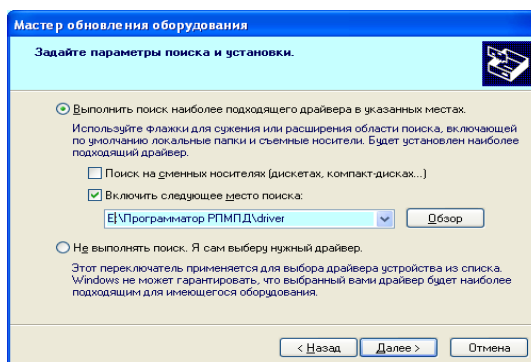 Мастер обновления оборудования
Задайте параметры поиска и установки.
Выполнить поиск наиболее подходящего драйвера в указанных местах.
Используйте флажки для сужения или расширения области поиска, включающей
по умолчанию локальные папки и съемные носители. Будет установлен наиболее
подходящий драйвер.
Поиск на сменных носителях (дискетах, компакт-дисках...)
Включить следующее место поиска:
E:\Программатор РПМПД\driver
Обзор
Не выполнять поиск. Я сам выберу нужный драйвер.
Этот переключатель применяется для выбора драйвера устройства из списка.
Windows не может гарантировать, что выбранный вами драйвер будет наиболее
подходящим для имеющегося оборудования.
< Назад Далее > Отмена